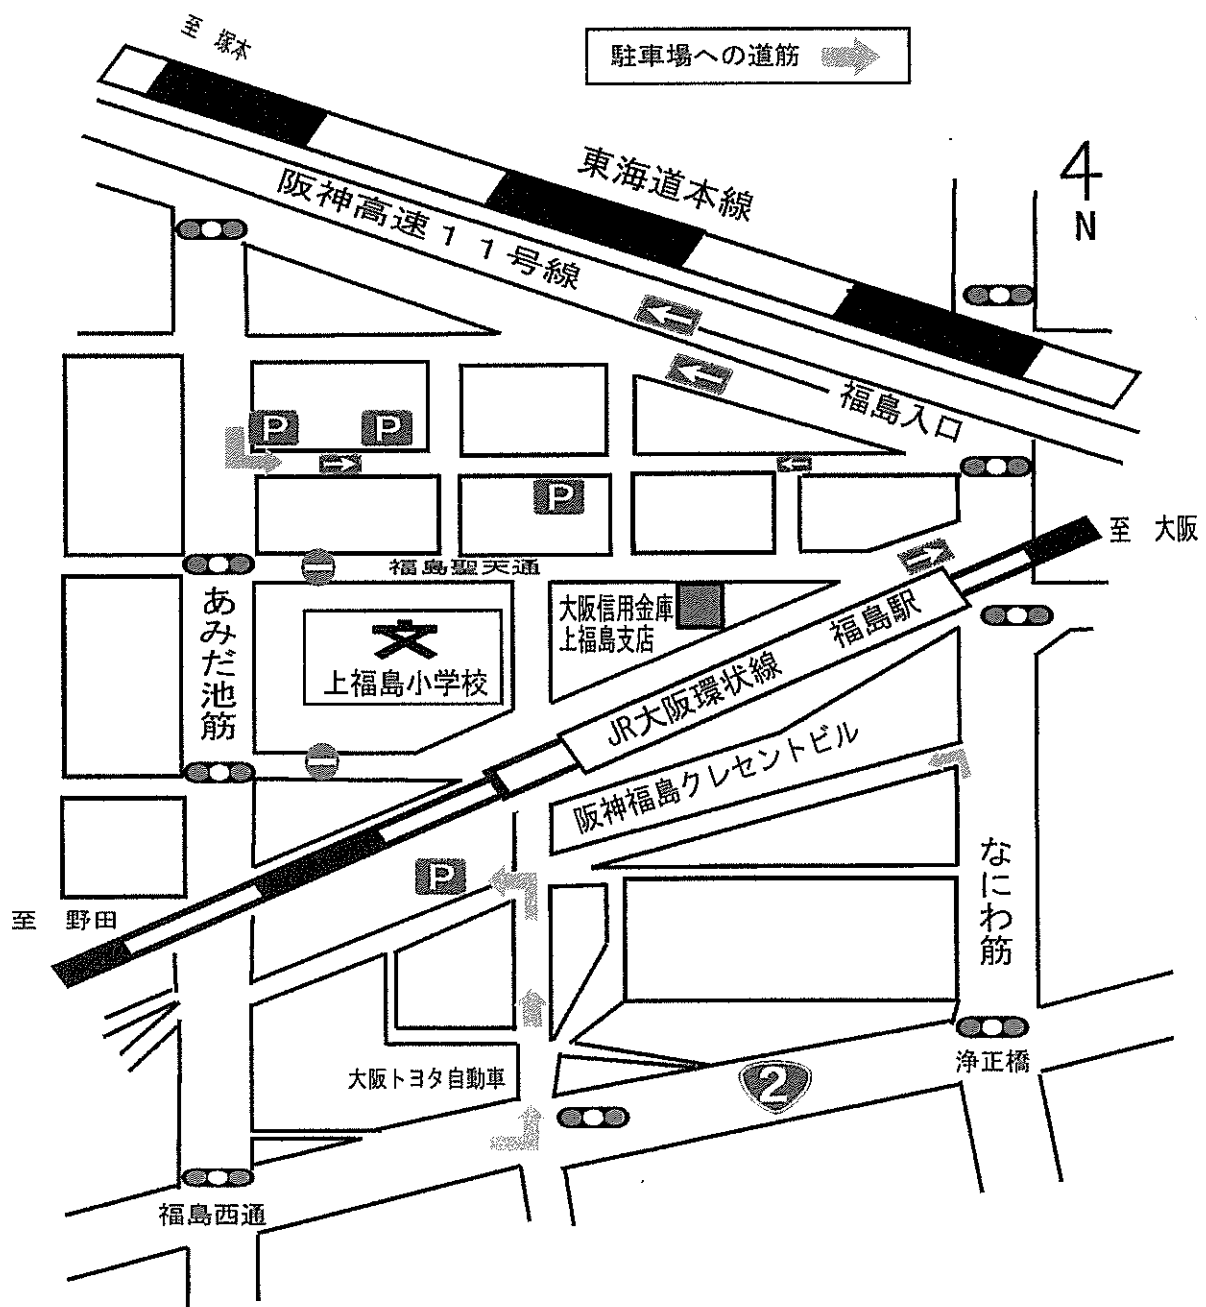 至 塚本
駐車場への道筋
東海道本線
阪神高速11号線
N
福島入口
P
P
P
至 大阪
福島聖天通
あみだ池筋
大阪信用金庫
上福島支店
上福島小学校
福島駅
JR大阪環状線
阪神福島クレセントビル
なにわ筋
P
至 野田
大阪トヨタ自動車
2
浄正橋
福島西通